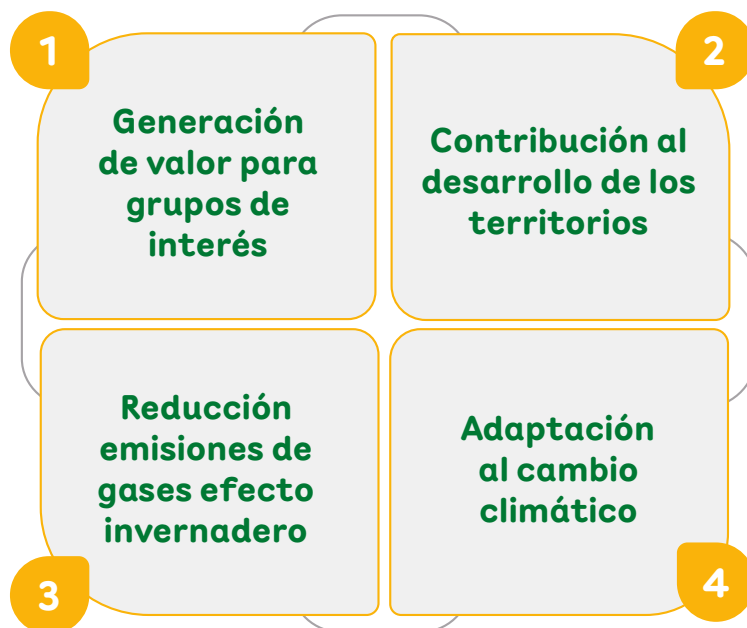 1
Generación
de valor para
grupos de
interés
2
Contribución al
desarrollo de los
territorios
3
Reducción
emisiones de
gases efecto
invernadero
4
Adaptación
al cambio
climático